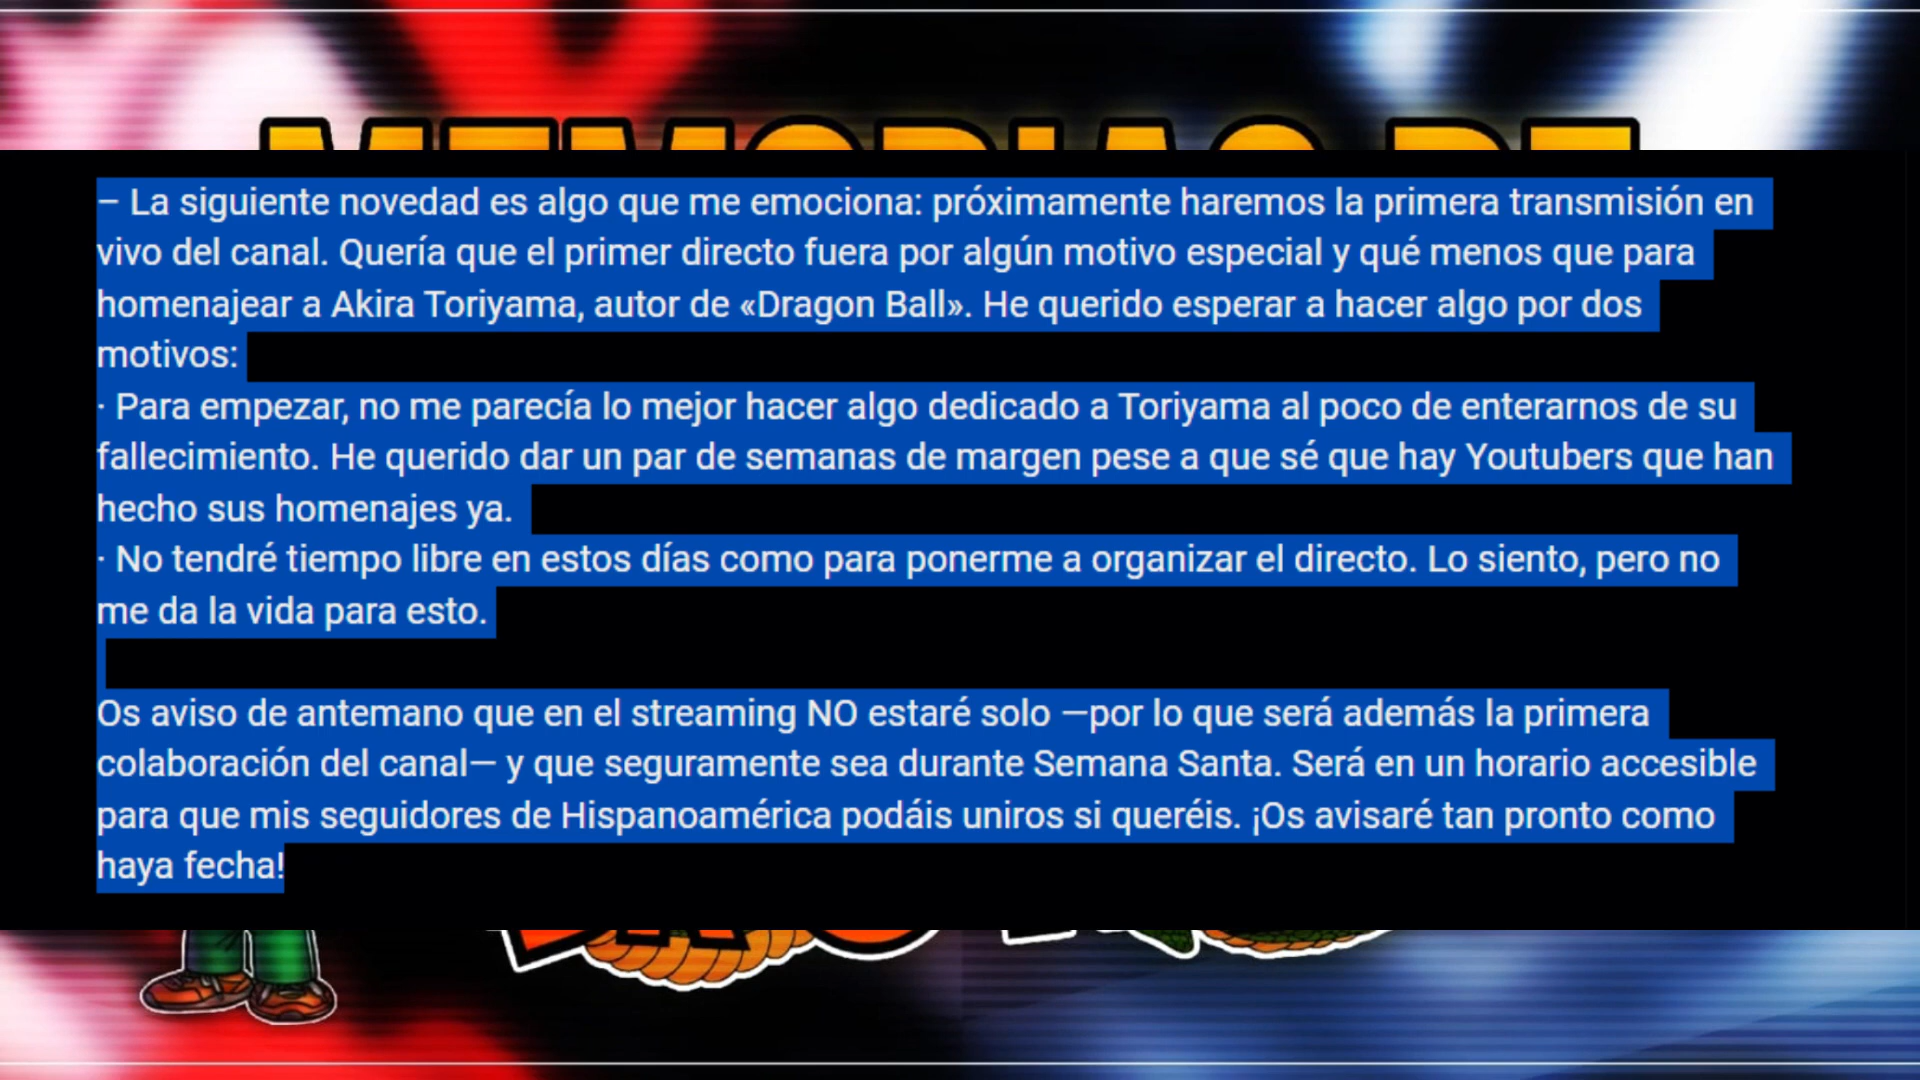 MEMORIAS DE
– La siguiente novedad es algo que me emociona: próximamente haremos la primera transmisión en
vivo del canal. Quería que el primer directo fuera por algún motivo especial y qué menos que para
homenajear a Akira Toriyama, autor de «Dragon Ball». He querido esperar a hacer algo por dos
motivos:
· Para empezar, no me parecía lo mejor hacer algo dedicado a Toriyama al poco de enterarnos de su
fallecimiento. He querido dar un par de semanas de margen pese a que sé que hay Youtubers que han
hecho sus homenajes ya.
· No tendré tiempo libre en estos días como para ponerme a organizar el directo. Lo siento, pero no
me da la vida para esto.
Os aviso de antemano que en el streaming NO estaré solo —por lo que será además la primera
colaboración del canal— y que seguramente sea durante Semana Santa. Será en un horario accesible
para que mis seguidores de Hispanoamérica podáis uniros si queréis. ¡Os avisaré tan pronto como
haya fecha!